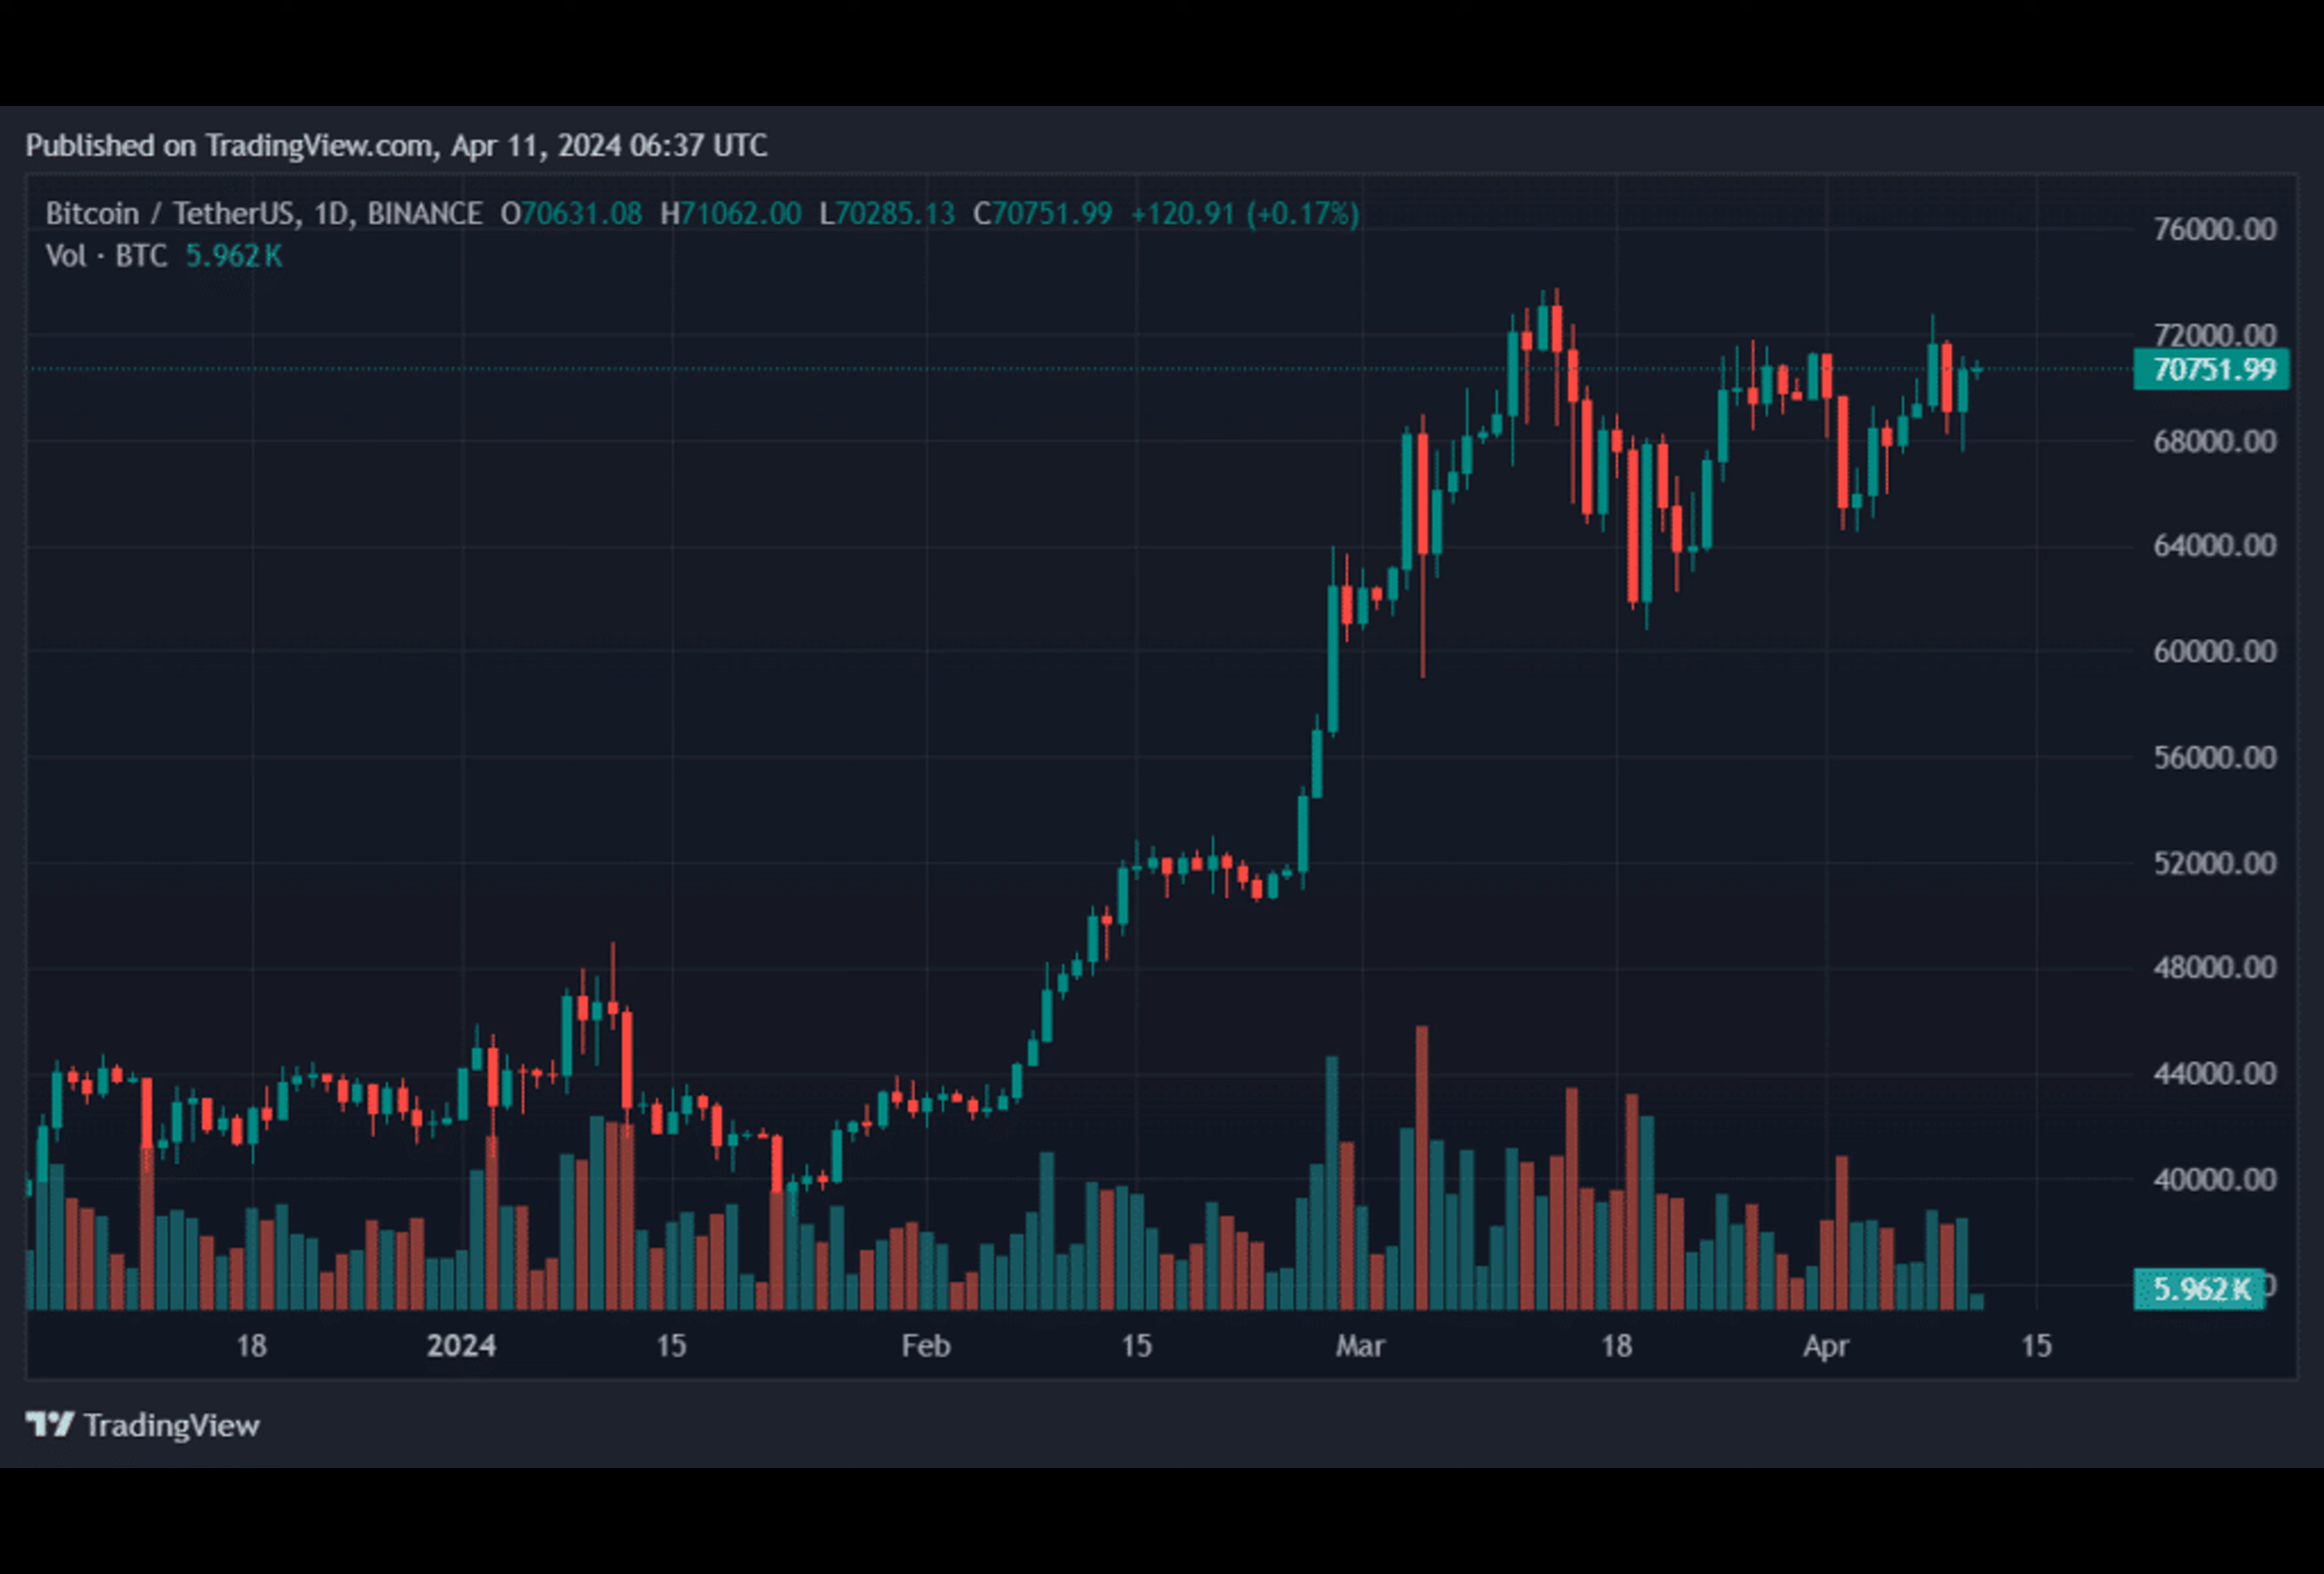 Published on TradingView.com, Apr 11, 2024 06:37 UTC
Bitcoin / TetherUS, 1D, BINANCE O70631.08 H71062.00 L70285.13 C70751.99 +120.91 (+0.17%)
Vol · BTC 5.962K
76000.00
72000.00
70751.99
68000.00
64000.00
60000.00
56000.00
52000.00
48000.00
44000.00
40000.00
5.962K
18 2024 15 Feb 15 Mar 18 Apr 15
TradingView